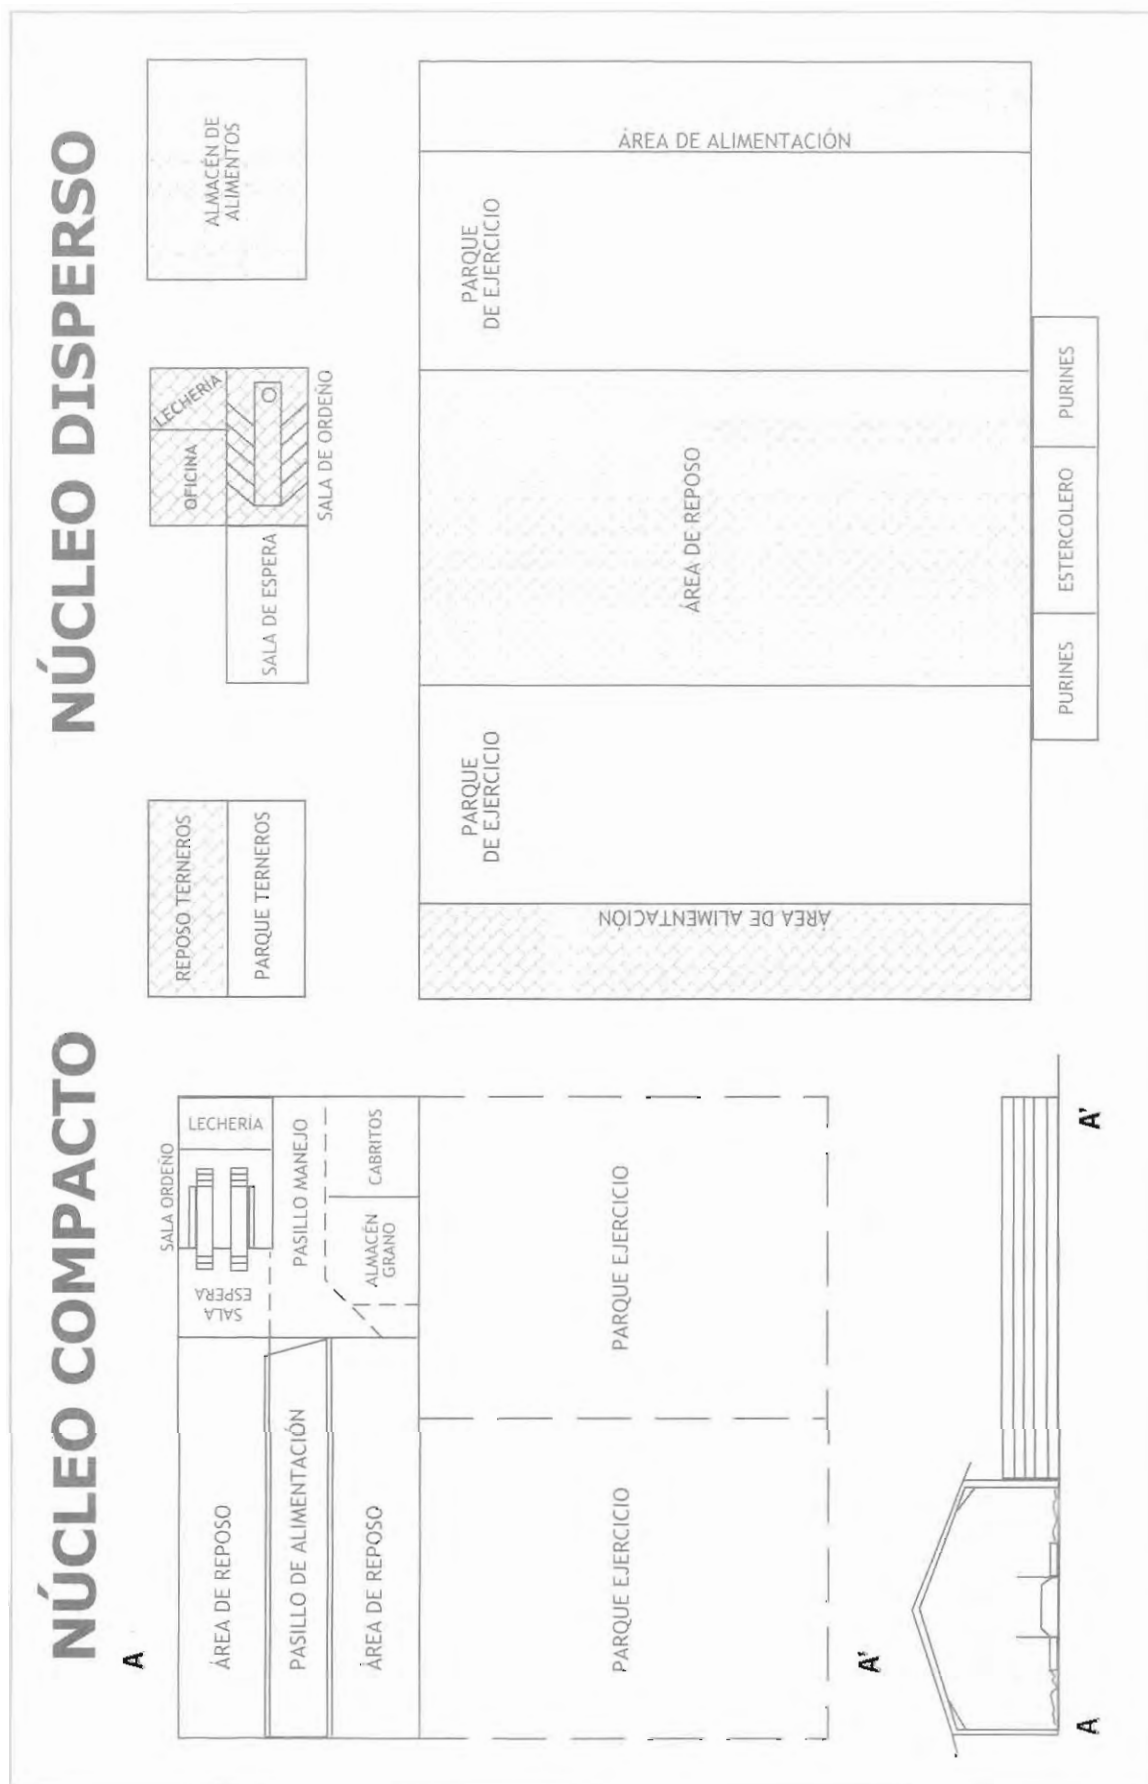 NÚCLEO COMPACTO
A
SALA ORDEÑO
ÁREA DE REPOSO
SALA
ESPERA
LECHERÍA
PASILLO DE ALIMENTACIÓN
PASILLO MANEJO
ÁREA DE REPOSO
ALMACÉN
GRANO
CABRITOS
PARQUE EJERCICIO
PARQUE EJERCICIO
A'
A
A'
NÚCLEO DISPERSO
REPOSO TERNEROS
PARQUE TERNEROS
OFICINA
LECHERÍA
SALA DE ESPERA
SALA DE ORDEÑO
ALMACÉN DE
ALIMENTOS
ÁREA DE ALIMENTACIÓN
PARQUE
DE EJERCICIO
ÁREA DE REPOSO
PARQUE
DE EJERCICIO
ÁREA DE ALIMENTACIÓN
PURINES
ESTERCOLERO
PURINES